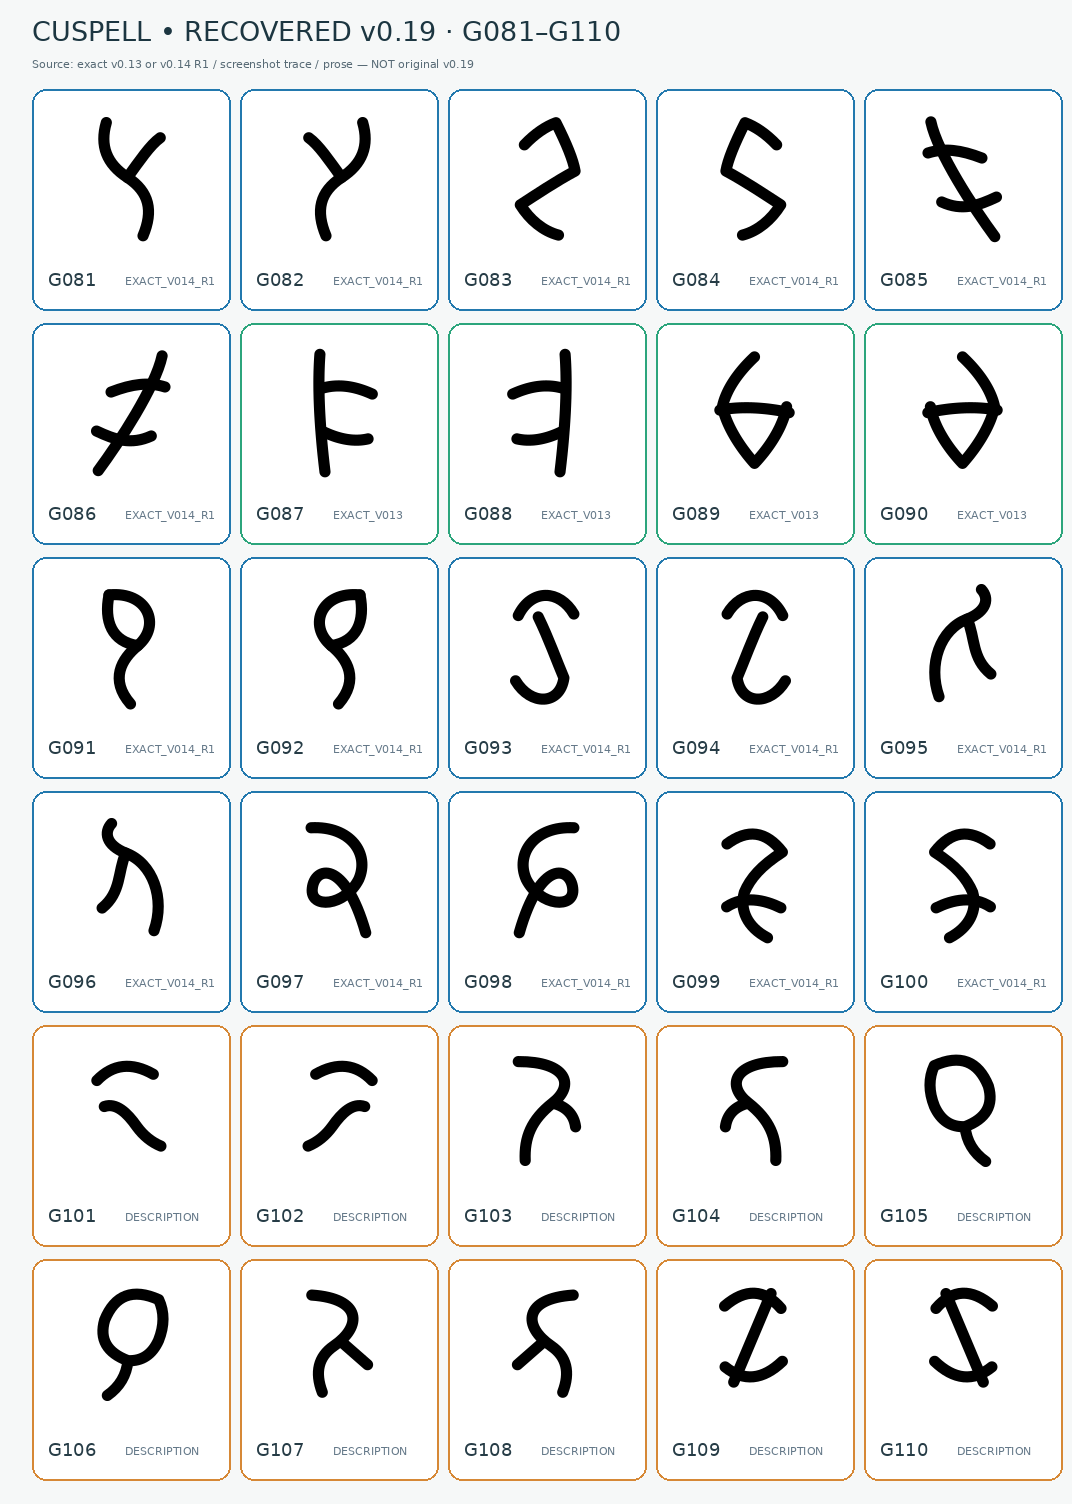 CUSPELL • RECOVERED v0.19 · G081–G110
Source: exact v0.13 or v0.14 R1 / screenshot trace / prose — NOT original v0.19
G081 EXACT_V014_R1 G082 EXACT_V014_R1 G083 EXACT_V014_R1 G084 EXACT_V014_R1 G085 EXACT_V014_R1
G086 EXACT_V014_R1 G087 EXACT_V013 G088 EXACT_V013 G089 EXACT_V013 G090 EXACT_V013
G091 EXACT_V014_R1 G092 EXACT_V014_R1 G093 EXACT_V014_R1 G094 EXACT_V014_R1 G095 EXACT_V014_R1
G096 EXACT_V014_R1 G097 EXACT_V014_R1 G098 EXACT_V014_R1 G099 EXACT_V014_R1 G100 EXACT_V014_R1
G101 DESCRIPTION G102 DESCRIPTION G103 DESCRIPTION G104 DESCRIPTION G105 DESCRIPTION
G106 DESCRIPTION G107 DESCRIPTION G108 DESCRIPTION G109 DESCRIPTION G110 DESCRIPTION